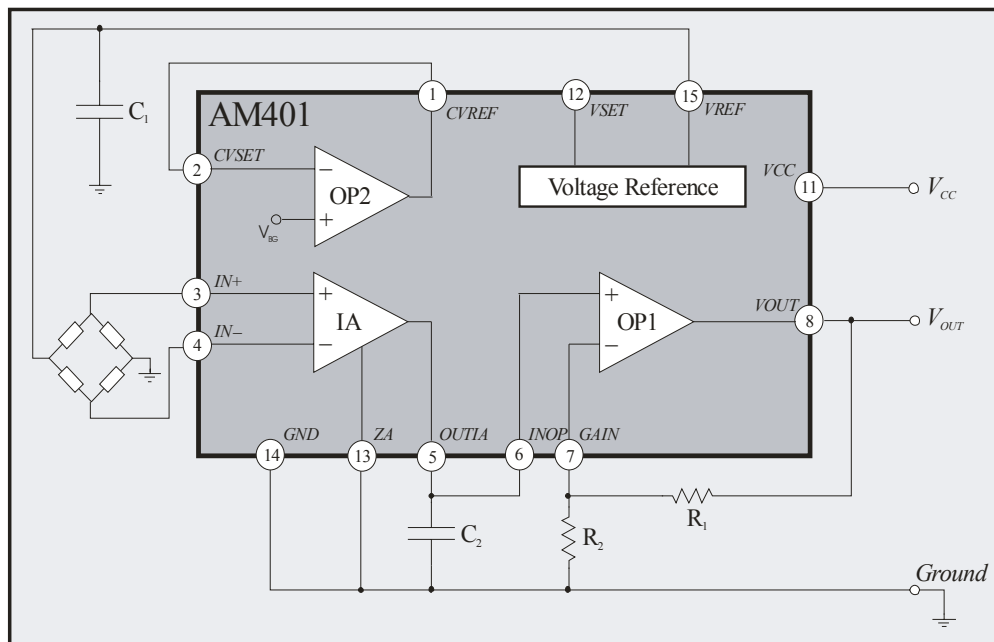 1
12
15
AM401
CVREF
VSET
VREF
C1
2
CVSET
VCC
11
VCC
−
OP2
+
VBG
Voltage Reference
3
IN+
+
IA
−
4
IN−
+
OP1
−
VOUT
8
VOUT
GND
ZA
OUTIA
INOP
GAIN
14
13
5
6
7
C2
R2
R1
Ground